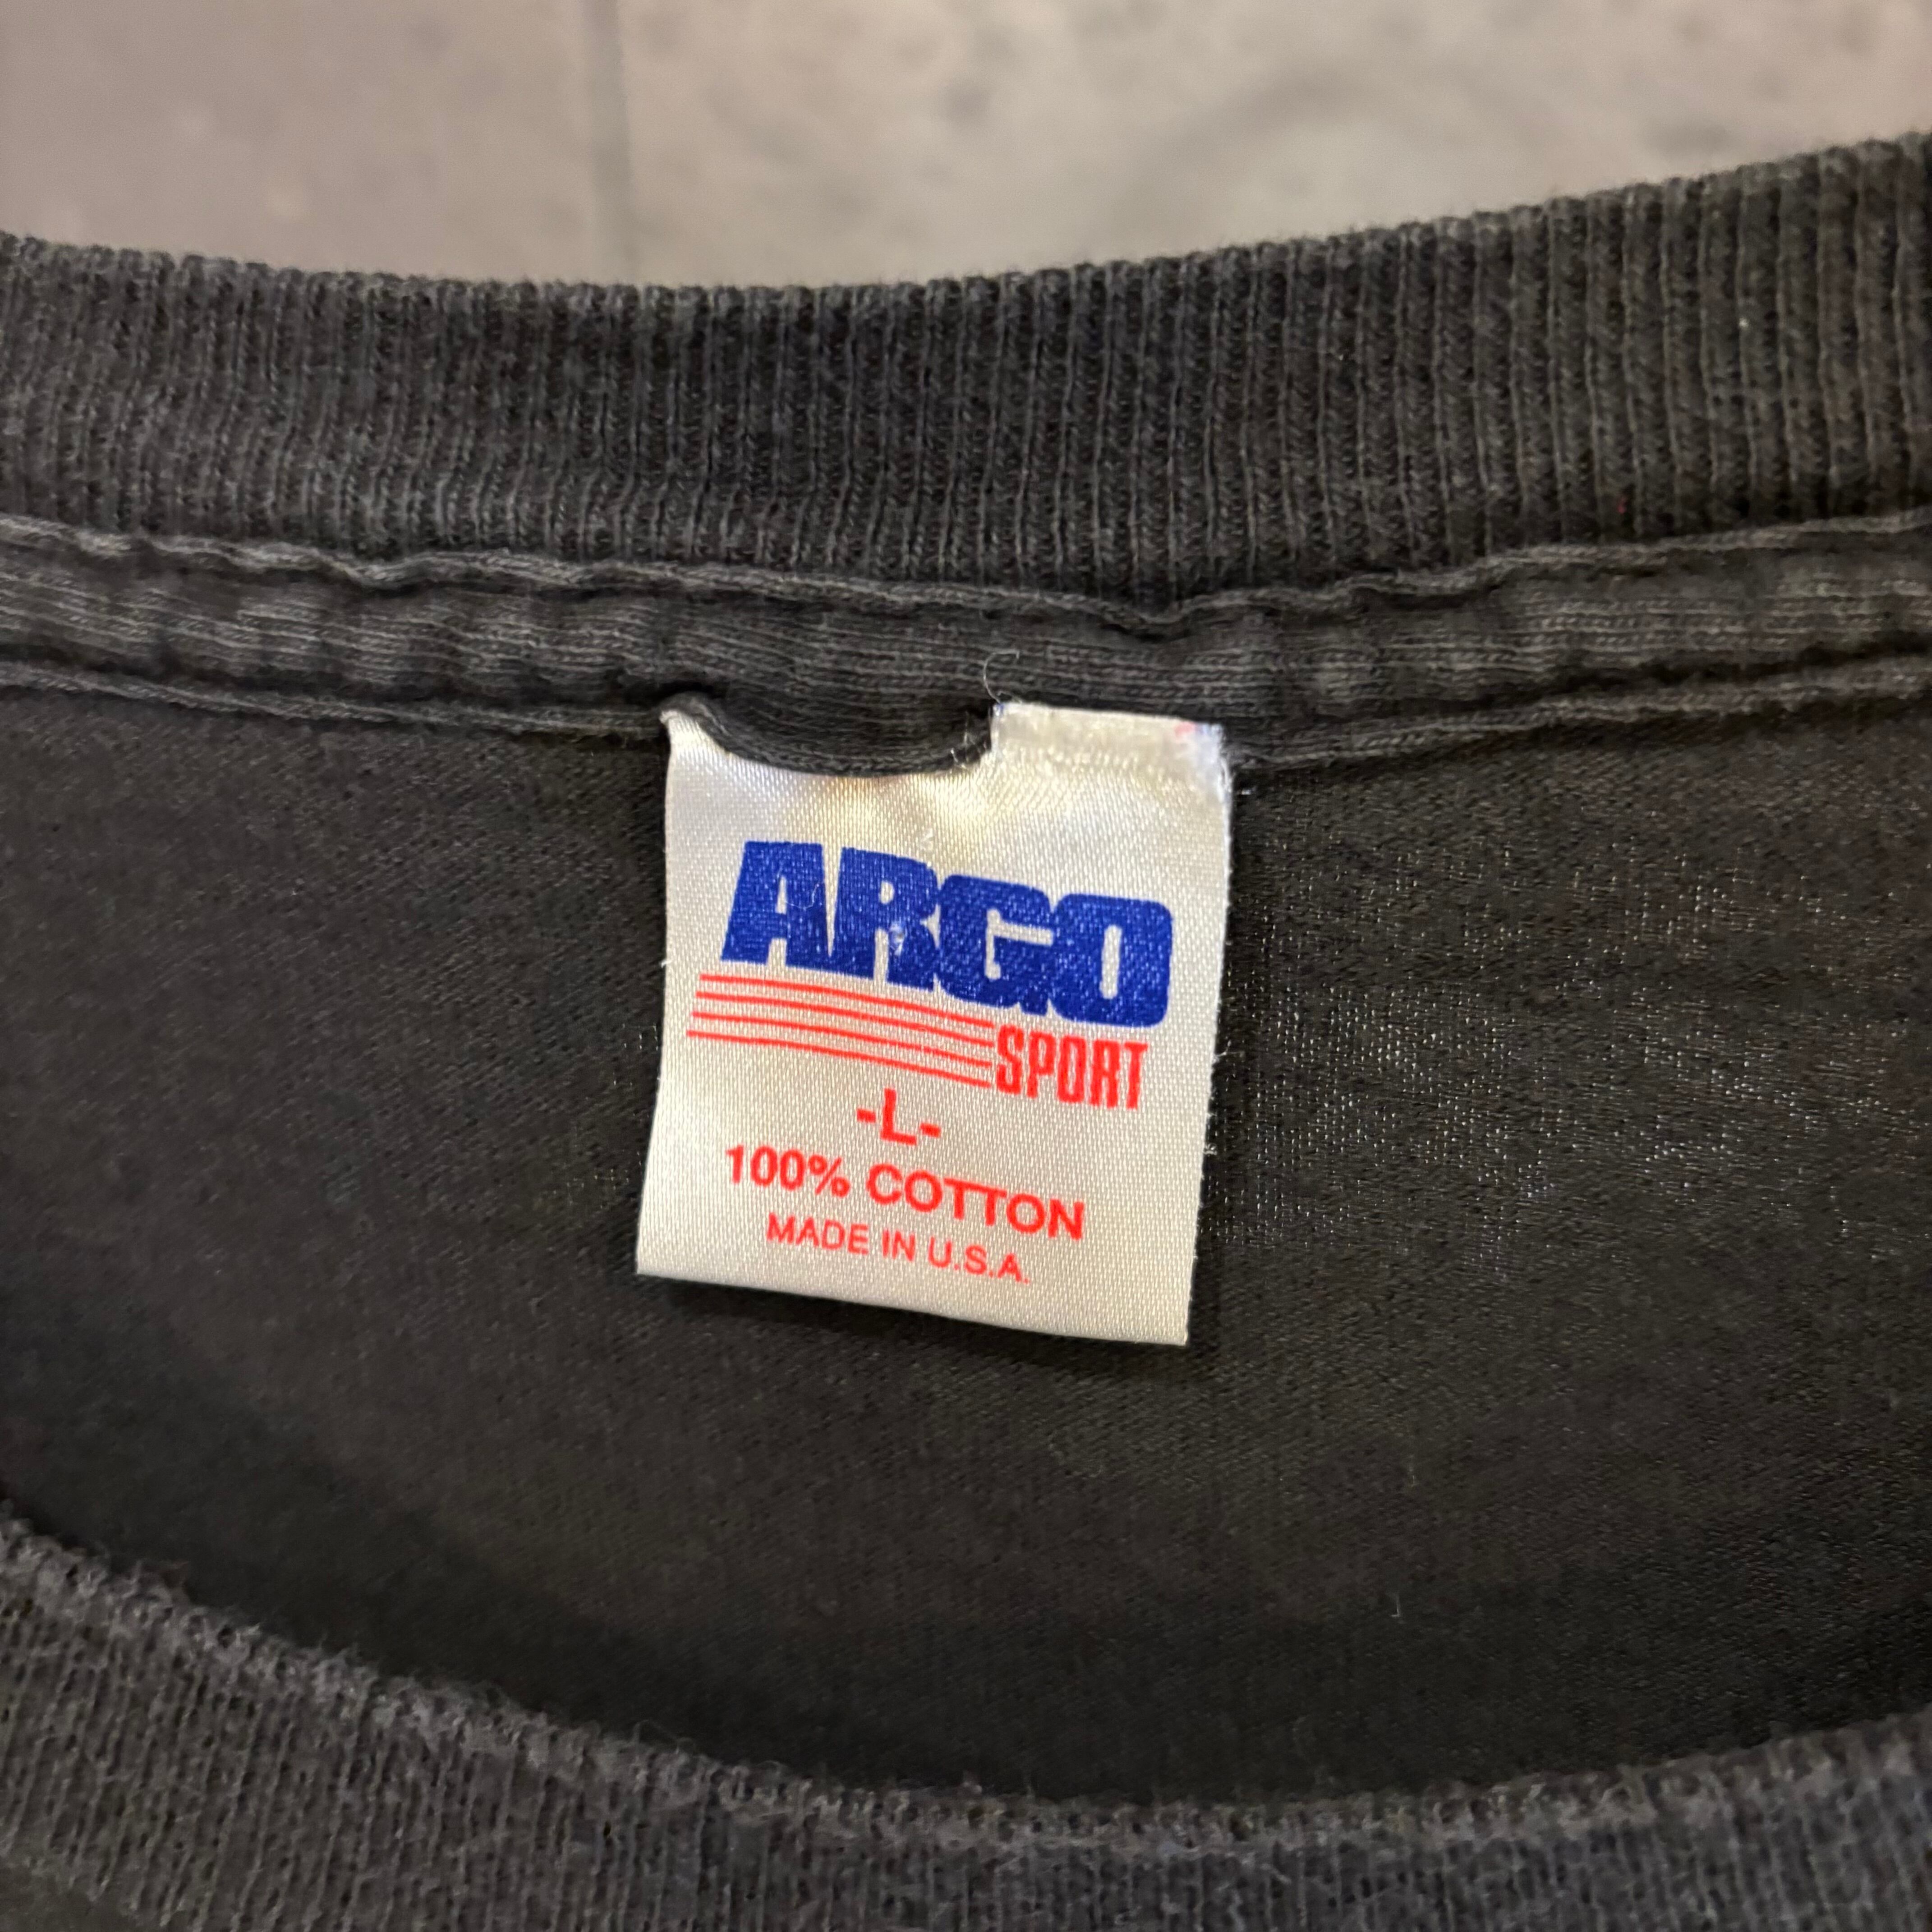 ARGO
SPORT
-L-
100% COTTON
MADE IN U.S.A.